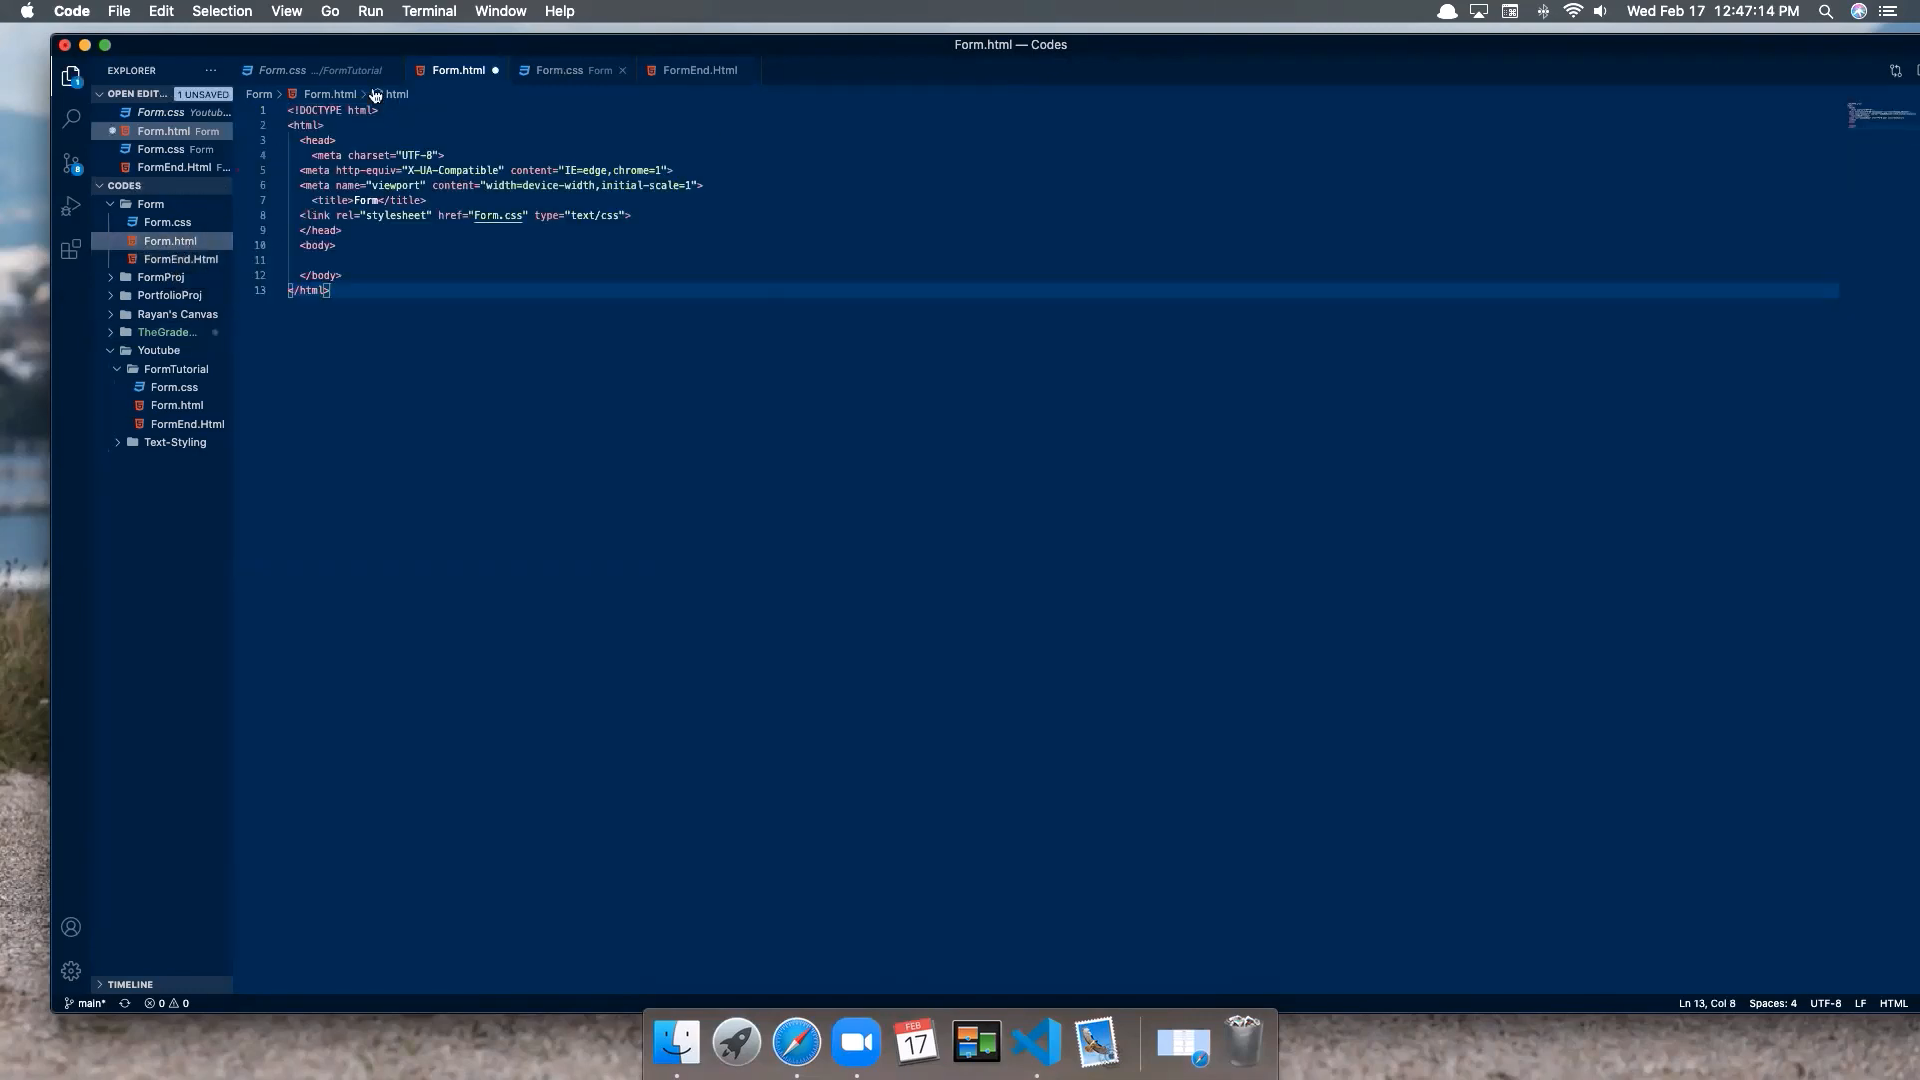 Code File Edit Selection View Go Run Terminal Window Help
Wed Feb 17 12:47:14 PM
Form.html — Codes
EXPLORER
Form.css .../FormTutorial
Form.html
Form.css Form
FormEnd.Html
OPEN EDIT... 1 UNSAVED
Form > Form.html > html
Form.css Youtub...
Form.html Form
Form.css Form
FormEnd.Html F...
CODES
Form
Form.css
Form.html
FormEnd.Html
FormProj
PortfolioProj
Rayan's Canvas
TheGrade...
Youtube
FormTutorial
Form.css
Form.html
FormEnd.Html
Text-Styling
1 <!DOCTYPE html>
2 <html>
3 <head>
4 <meta charset="UTF-8">
5 <meta http-equiv="X-UA-Compatible" content="IE=edge,chrome=1">
6 <meta name="viewport" content="width=device-width,initial-scale=1">
7 <title>Form</title>
8 <link rel="stylesheet" href="Form.css" type="text/css">
9 </head>
10 <body>
11
12 </body>
13 </html>
1
8
TIMELINE
main* 0 0
Ln 13, Col 8 Spaces: 4 UTF-8 LF HTML
FEB
17